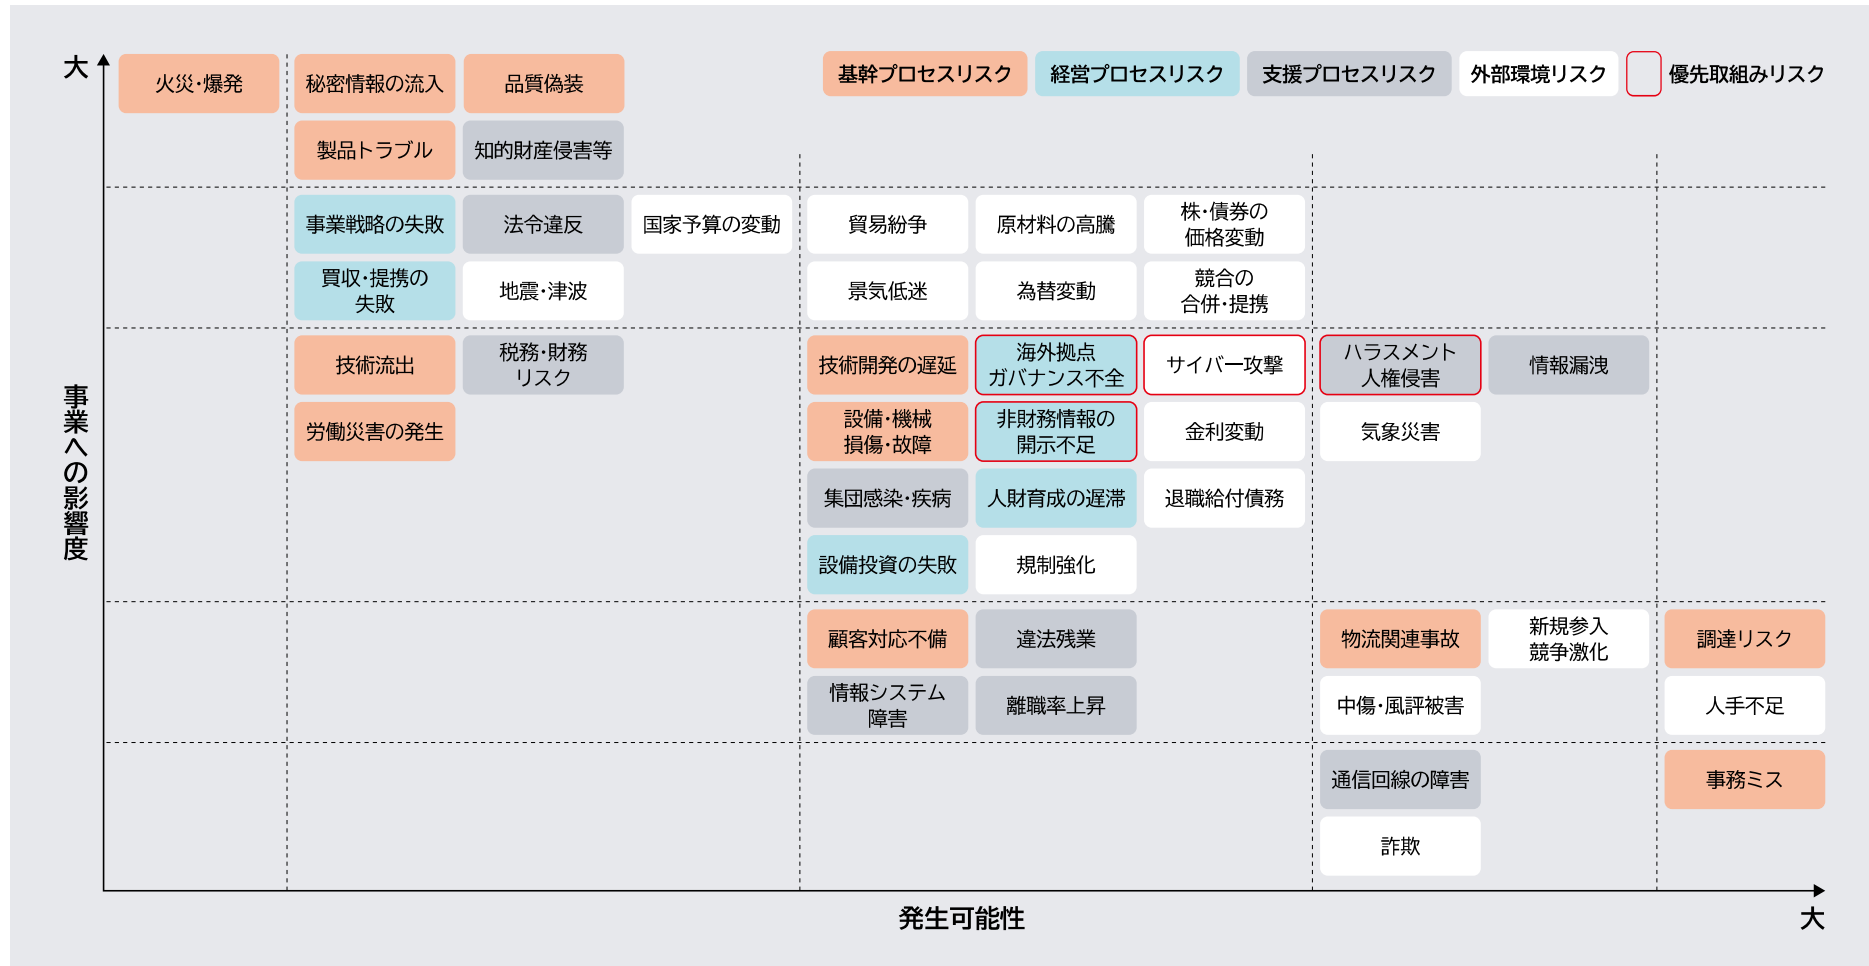 大
火災・爆発
秘密情報の流入
品質偽装
基幹プロセスリスク
経営プロセスリスク
支援プロセスリスク
外部環境リスク
優先取組みリスク
製品トラブル
知的財産侵害等
事業戦略の失敗
法令違反
国家予算の変動
貿易紛争
原材料の高騰
株・債券の
価格変動
買収・提携の
失敗
地震・津波
景気低迷
為替変動
競合の
合併・提携
事業への影響度
技術流出
税務・財務
リスク
技術開発の遅延
海外拠点
ガバナンス不全
サイバー攻撃
ハラスメント
人権侵害
情報漏洩
労働災害の発生
設備・機械
損傷・故障
非財務情報の
開示不足
金利変動
気象災害
集団感染・疾病
人財育成の遅滞
退職給付債務
設備投資の失敗
規制強化
顧客対応不備
違法残業
物流関連事故
新規参入
競争激化
調達リスク
情報システム
障害
離職率上昇
中傷・風評被害
人手不足
通信回線の障害
事務ミス
詐欺
発生可能性
大